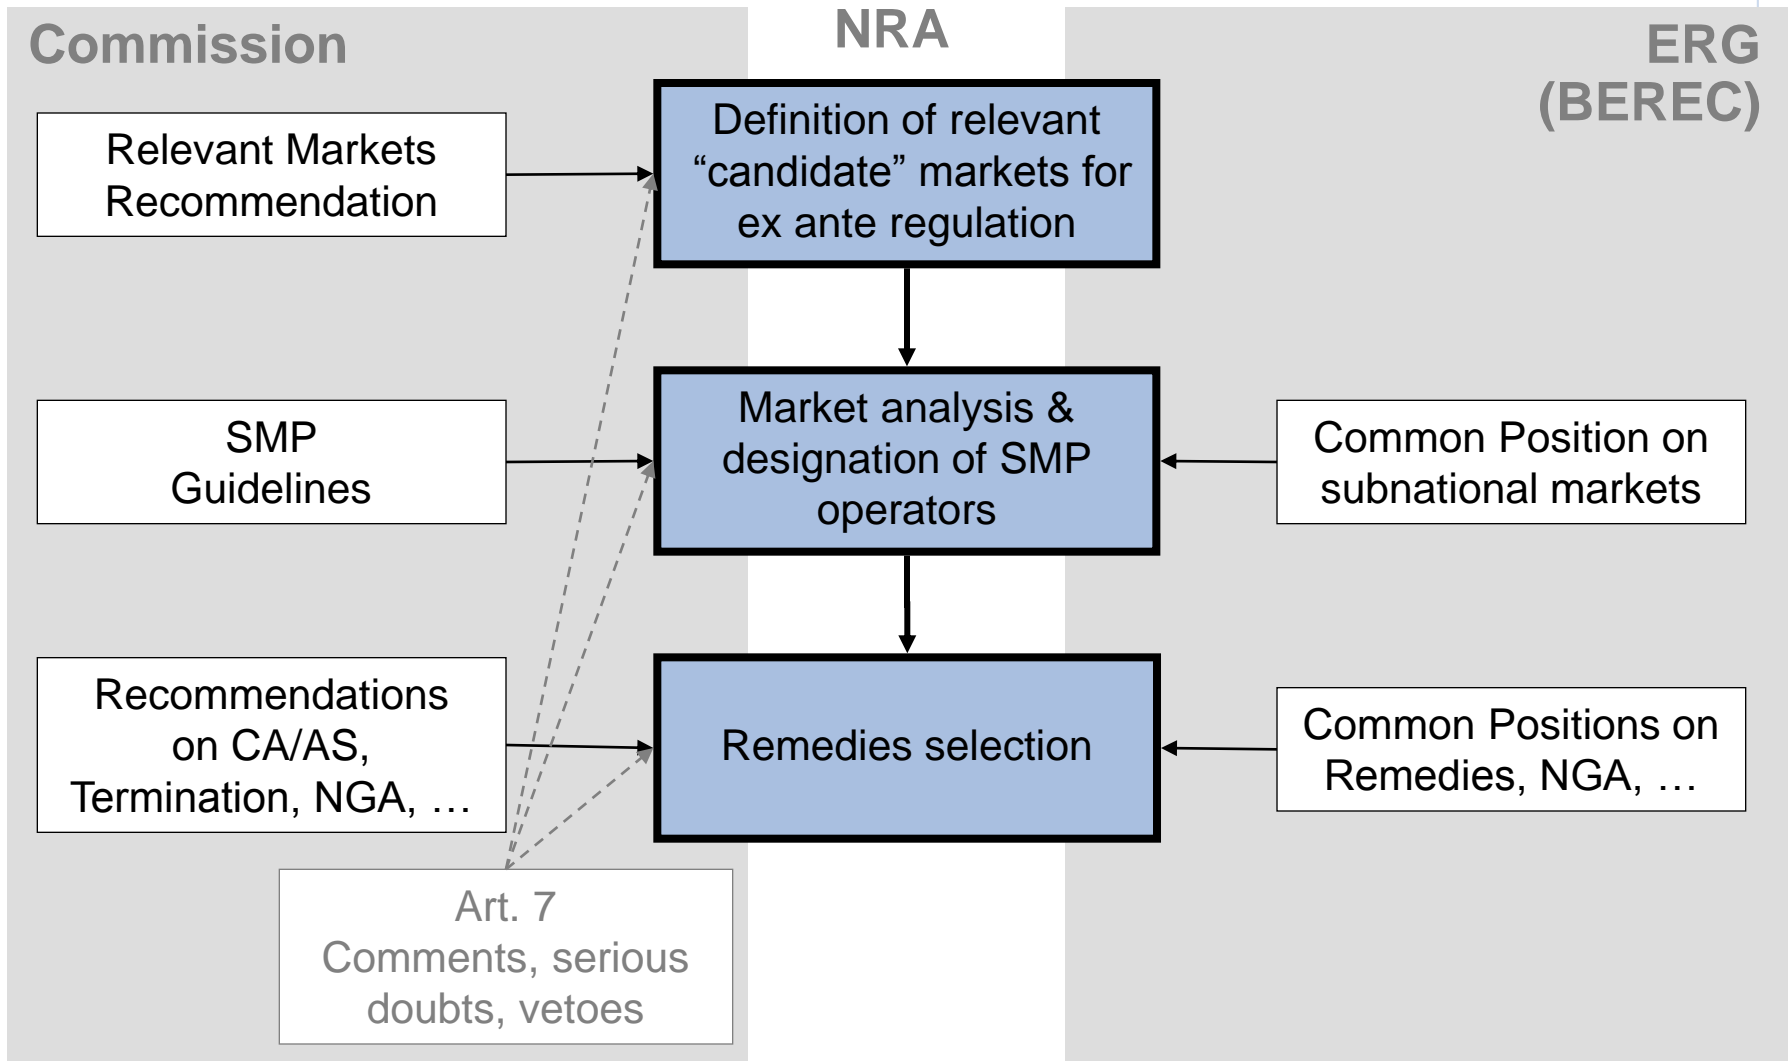 Commission
NRA
ERG
(BEREC)
Relevant Markets
Recommendation
Definition of relevant
“candidate” markets for
ex ante regulation
SMP
Guidelines
Market analysis &
designation of SMP
operators
Common Position on
subnational markets
Recommendations
on CA/AS,
Termination, NGA, …
Remedies selection
Common Positions on
Remedies, NGA, …
Art. 7
Comments, serious
doubts, vetoes